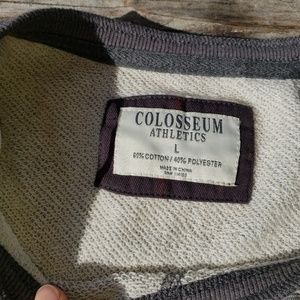 COLOSSEUM
ATHLETICS
L
60% COTTON / 40% POLYESTER
MADE IN CHINA